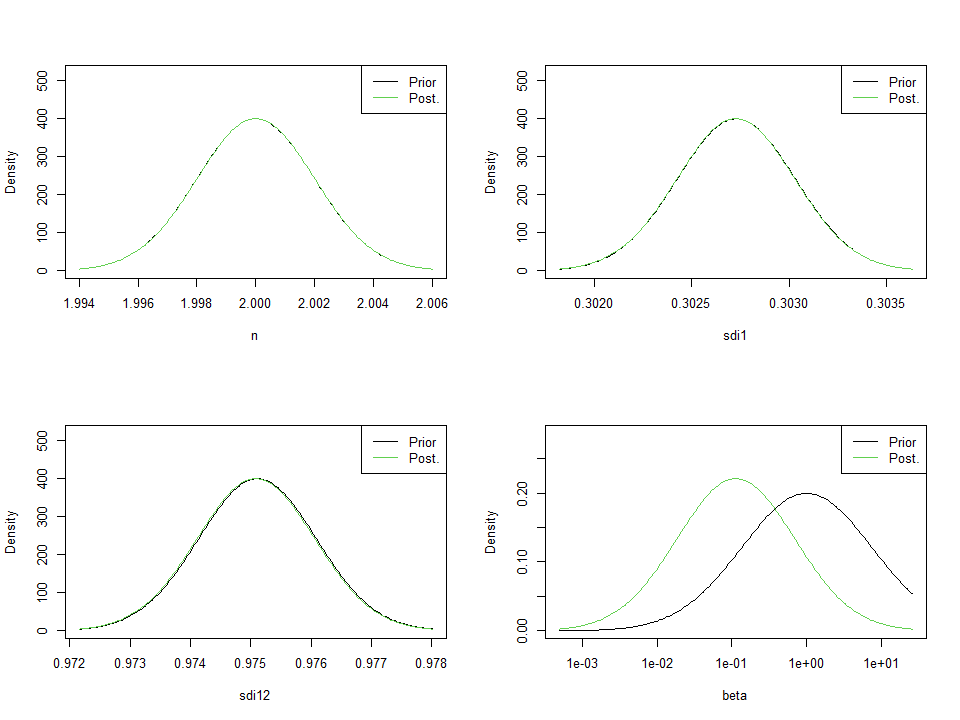 Prior
Post.
Density
500
400
300
200
100
0
1.994 1.996 1.998 2.000 2.002 2.004 2.006
n
Prior
Post.
Density
500
400
300
200
100
0
0.3020 0.3025 0.3030 0.3035
sdi1
Prior
Post.
Density
500
400
300
200
100
0
0.972 0.973 0.974 0.975 0.976 0.977 0.978
sdi12
Prior
Post.
Density
0.20
0.10
0.00
1e-03 1e-02 1e-01 1e+00 1e+01
beta